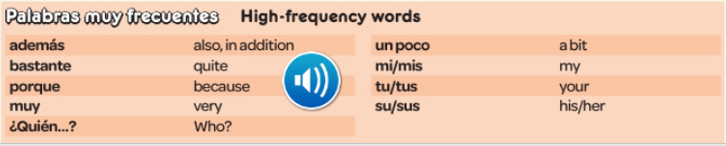 Palabras muy frecuentes High-frequency words
además also, in addition
bastante quite
porque because
muy very
¿Quién...? Who?
un poco a bit
mi/mis my
tu/tus your
su/sus his/her